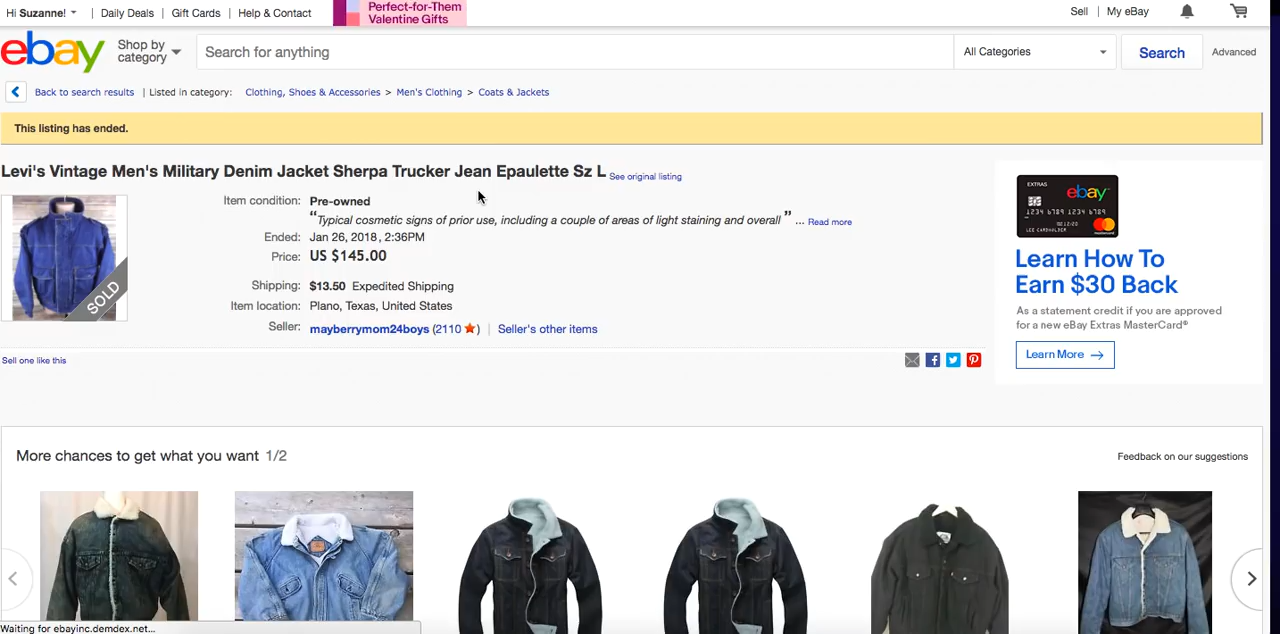 Hi Suzanne! | Daily Deals | Gift Cards | Help & Contact
Perfect-for-Them
Valentine Gifts
Sell | My eBay
ebay
Shop by
category
Search for anything
All Categories
Search
Advanced
Back to search results | Listed in category: Clothing, Shoes & Accessories > Men's Clothing > Coats & Jackets
This listing has ended.
Levi's Vintage Men's Military Denim Jacket Sherpa Trucker Jean Epaulette Sz L See original listing
SOLD
Item condition: Pre-owned
“Typical cosmetic signs of prior use, including a couple of areas of light staining and overall ” ... Read more
Ended: Jan 26, 2018, 2:36PM
Price: US $145.00
Shipping: $13.50 Expedited Shipping
Item location: Plano, Texas, United States
Seller: mayberrymom24boys (2110 ) | Seller's other items
Sell one like this
EXTRAS
ebay
1234 6789 1234 6789
02.12.20
LEE CARDHOLDER
Learn How To
Earn $30 Back
As a statement credit if you are approved
for a new eBay Extras MasterCard®
Learn More →
More chances to get what you want 1/2
Feedback on our suggestions
Waiting for ebayinc.demdex.net...